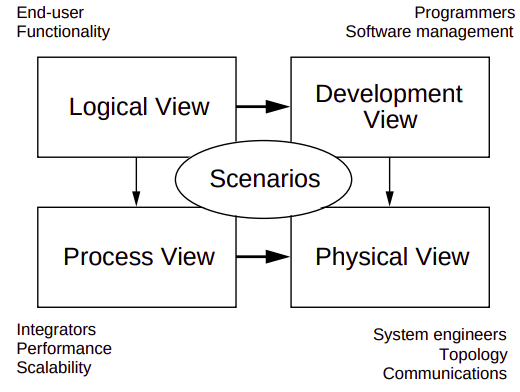 End-user
Functionality
Programmers
Software management
Logical View
Development
View
Scenarios
Process View
Physical View
Integrators
Performance
Scalability
System engineers
Topology
Communications